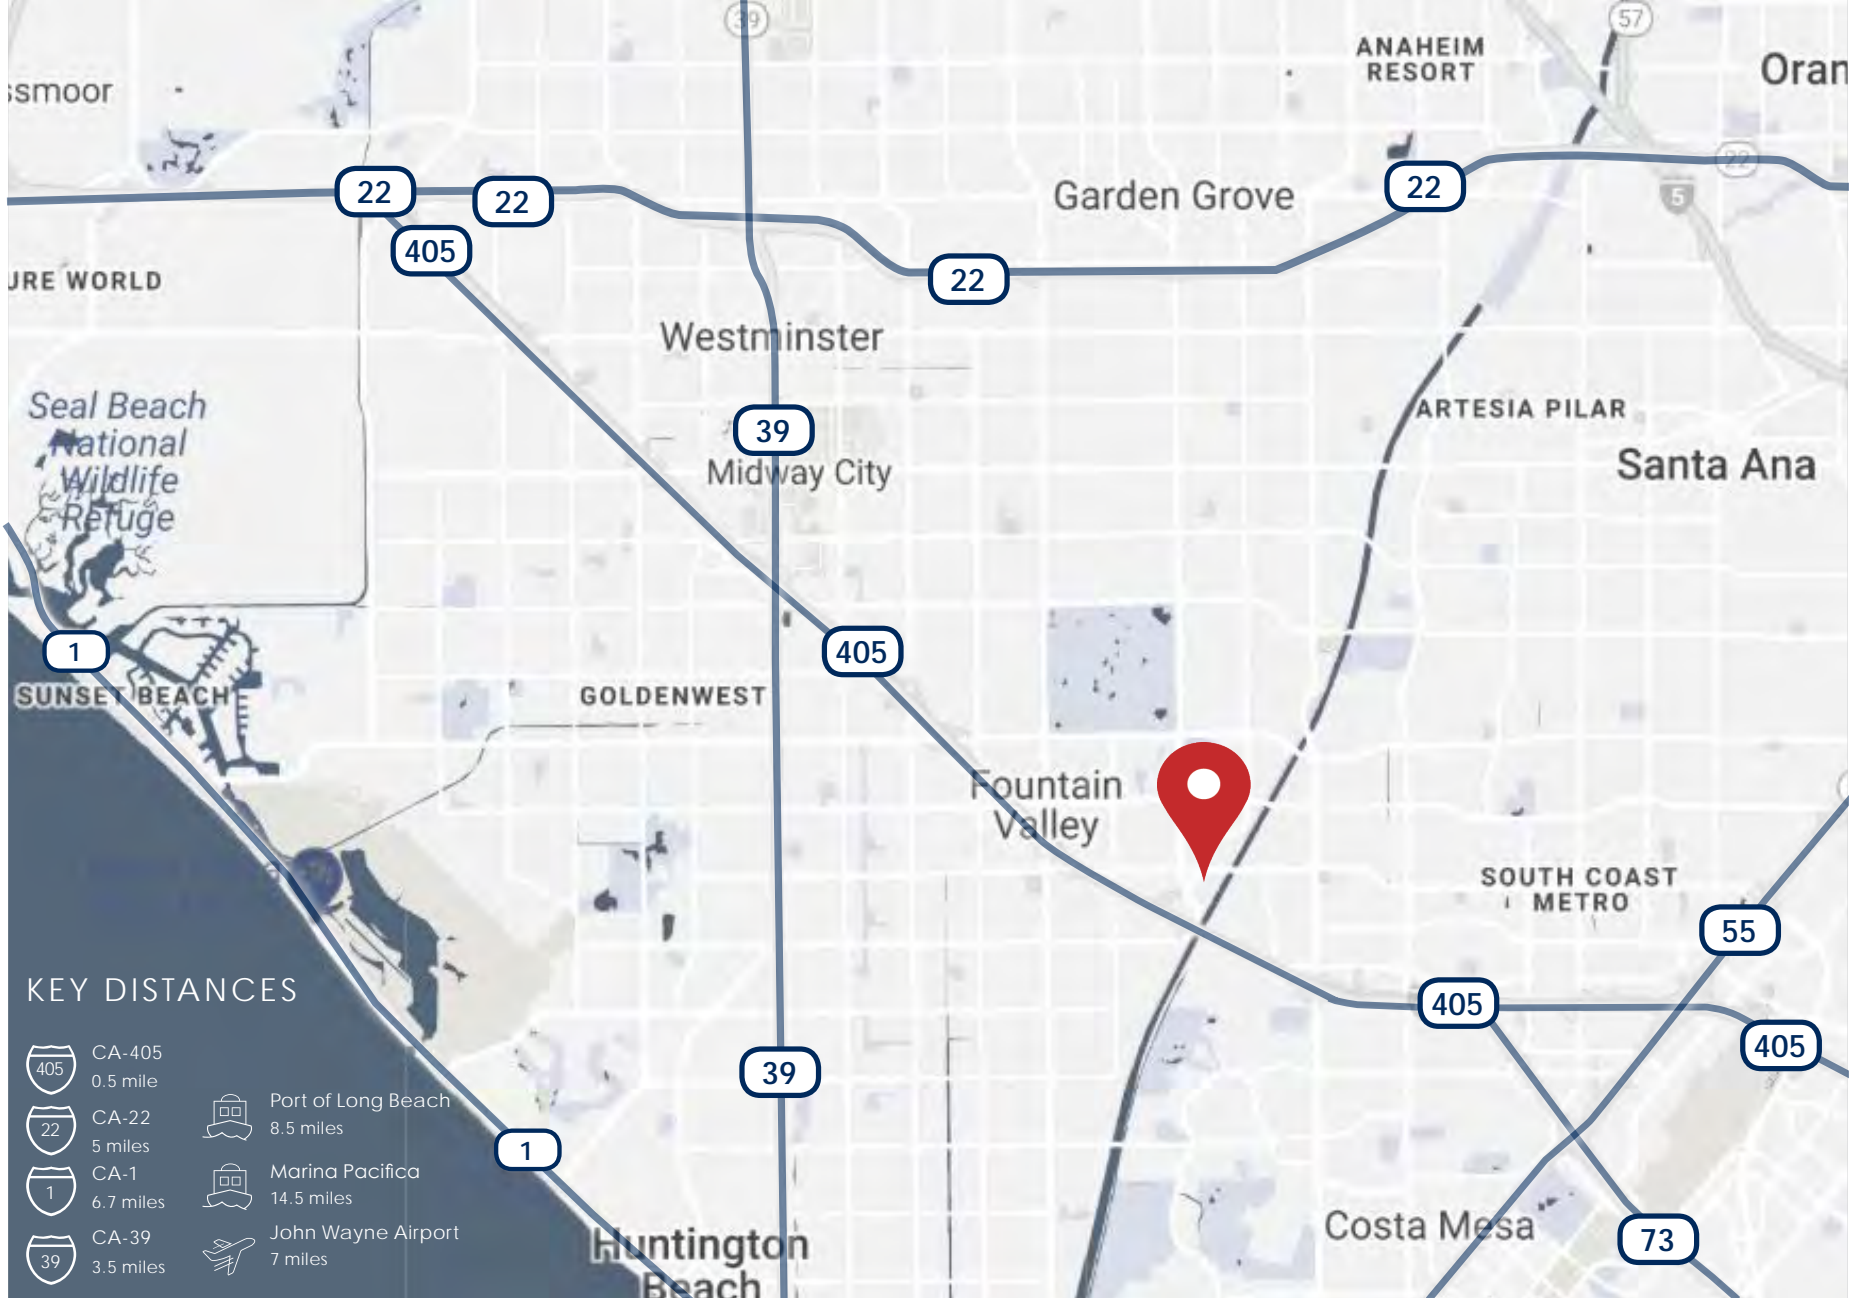 39
57
ANAHEIM
RESORT
Oran
ssmoor
22
22
22
22
Garden Grove
5
22
405
URE WORLD
Westminster
Seal Beach
National
Wildlife
Refuge
ARTESIA PILAR
39
Santa Ana
Midway City
1
405
SUNSET BEACH
GOLDENWEST
Fountain
Valley
SOUTH COAST
METRO
55
405
405
39
1
Costa Mesa
73
Huntington
Beach
KEY DISTANCES
405
CA-405
0.5 mile
22
CA-22
5 miles
1
CA-1
6.7 miles
39
CA-39
3.5 miles
Port of Long Beach
8.5 miles
Marina Pacifica
14.5 miles
John Wayne Airport
7 miles